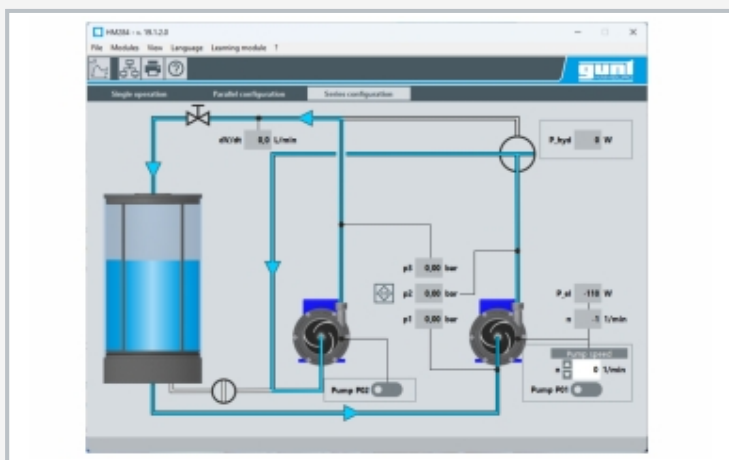 HM284 - v. 19.1.2.0
File Modules View Language Learning module ?
gunt
Single operation Parallel configuration Series configuration
dV/dt 0,0 L/min
P_hyd 0 W
p3 0,00 bar
p2 0,00 bar
P_el -110 W
p1 0,00 bar
n -1 1/min
Pump speed
n 0 1/min
Pump P02
Pump P01